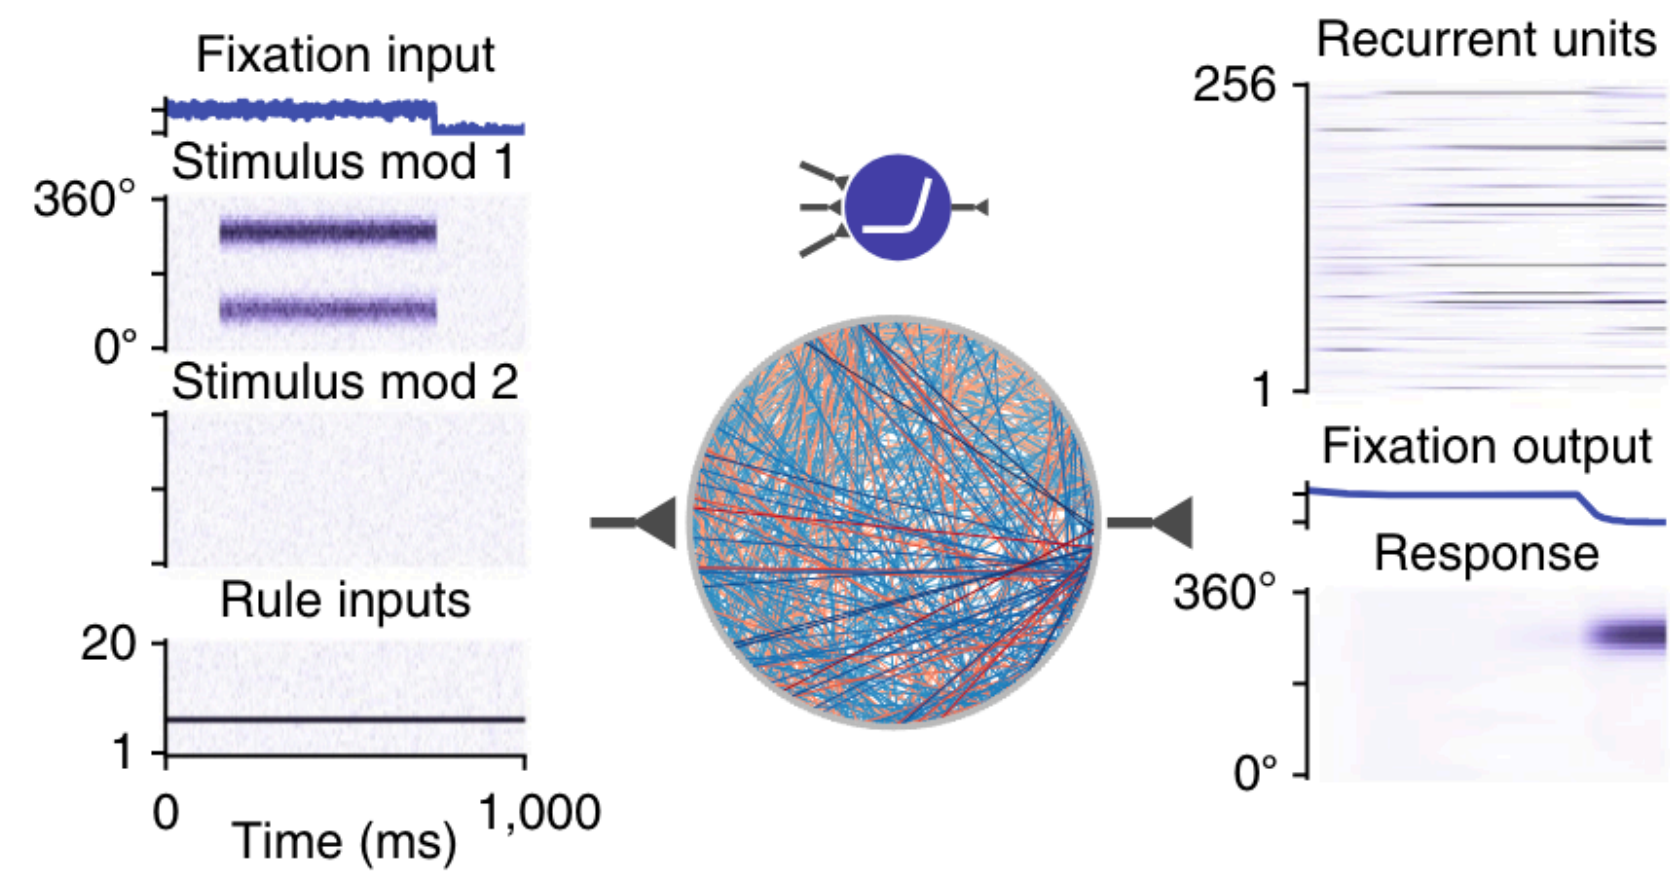 Fixation input
Stimulus mod 1
360°
0°
Stimulus mod 2
Rule inputs
20
1
0
1,000
Time (ms)
Recurrent units
256
1
Fixation output
Response
360°
0°